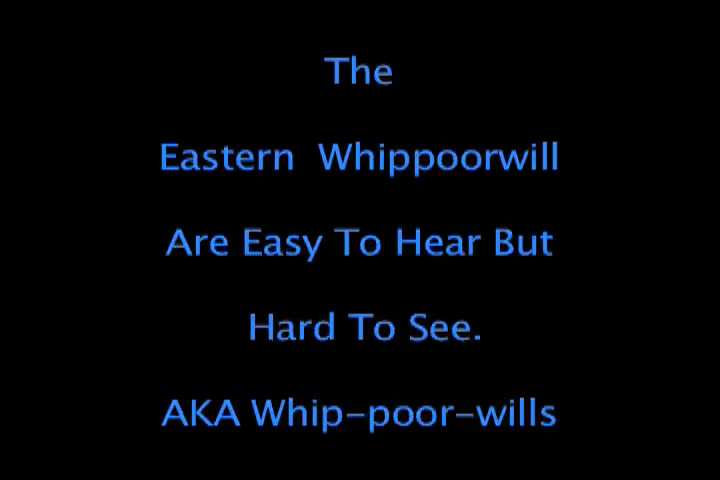 The
Eastern Whippoorwill
Are Easy To Hear But
Hard To See.
AKA Whip-poor-wills